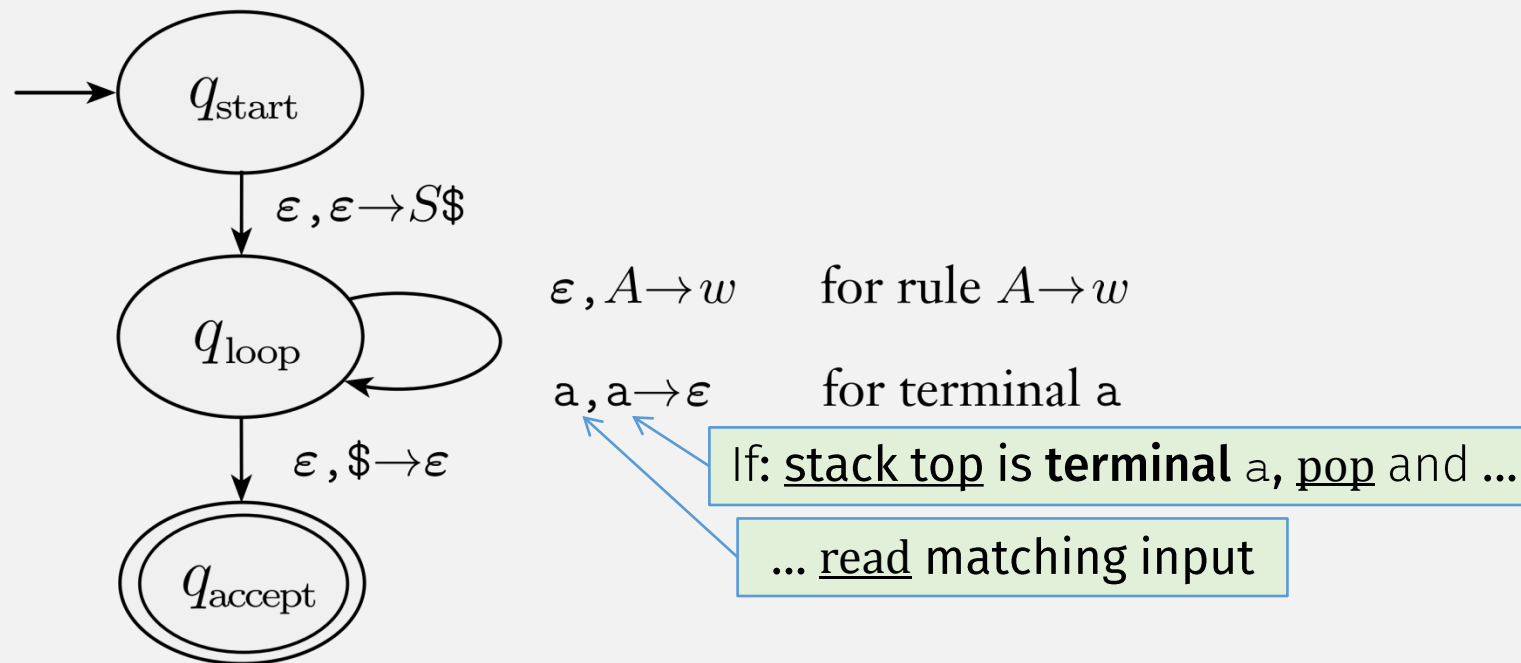 q_start
ε,ε→S$
ε,A→w for rule A→w
q_loop
a,a→ε for terminal a
ε,$→ε
If: stack top is terminal a, pop and ...
... read matching input
q_accept